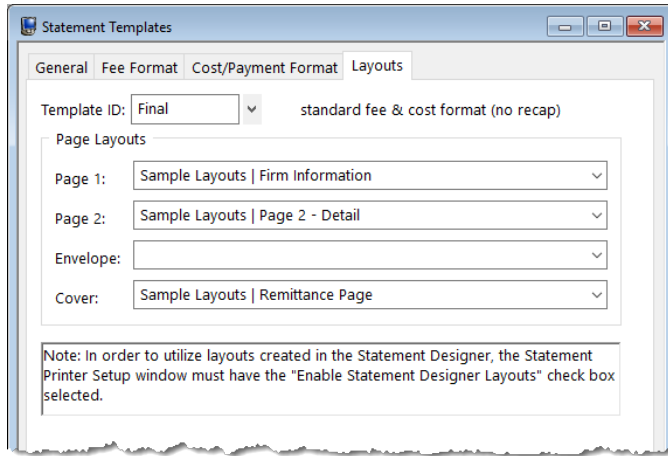 Statement Templates
General Fee Format Cost/Payment Format Layouts
Template ID: Final standard fee & cost format (no recap)
Page Layouts
Page 1: Sample Layouts | Firm Information
Page 2: Sample Layouts | Page 2 - Detail
Envelope:
Cover: Sample Layouts | Remittance Page
Note: In order to utilize layouts created in the Statement Designer, the Statement
Printer Setup window must have the "Enable Statement Designer Layouts" check box
selected.